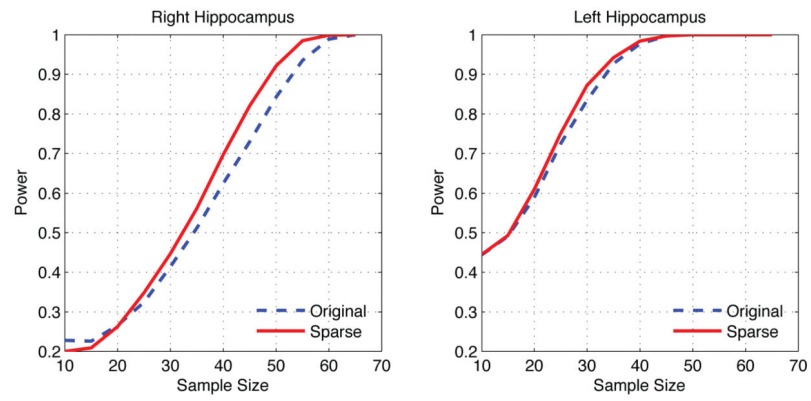 Right Hippocampus
1
0.9
0.8
0.7
0.6
0.5
0.4
0.3
0.2
Power
10 20 30 40 50 60 70
Sample Size
Original
Sparse
Left Hippocampus
1
0.9
0.8
0.7
0.6
0.5
0.4
0.3
0.2
Power
10 20 30 40 50 60 70
Sample Size
Original
Sparse